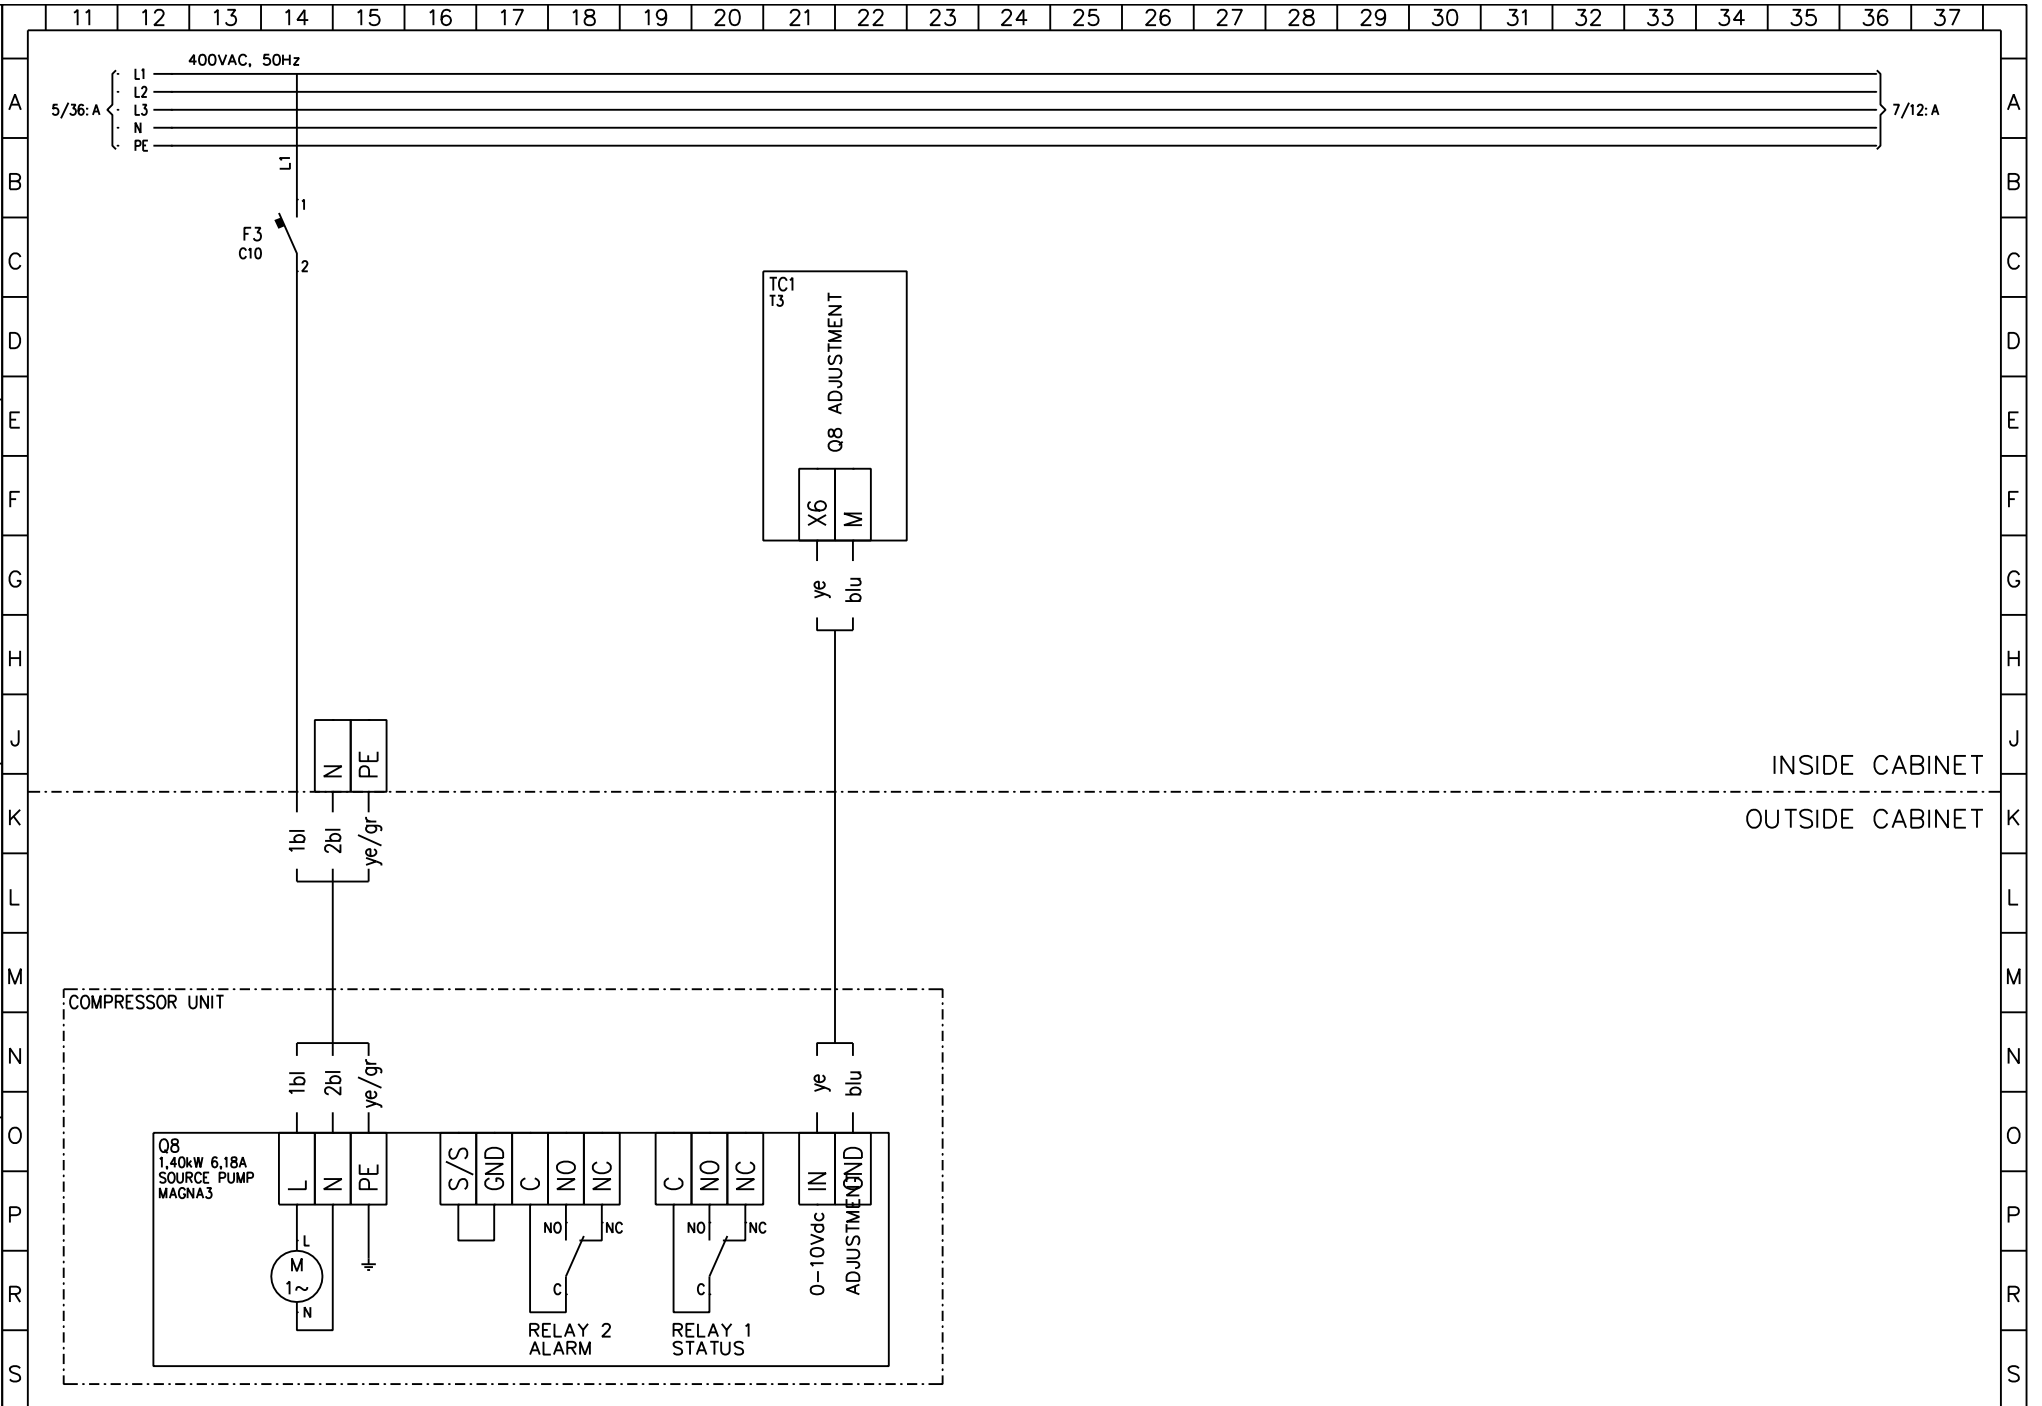 11 12 13 14 15 16 17 18 19 20 21 22 23 24 25 26 27 28 29 30 31 32 33 34 35 36 37
400VAC, 50Hz
L1
L2
5/36:A L3 7/12:A
N
PE
A A
L1
B B
1
F3
C10
2
C C
TC1
T3
Q8 ADJUSTMENT
D D
E E
F F
X6 M
G G
ye blu
H H
J J
N PE
INSIDE CABINET
OUTSIDE CABINET
K K
1bl 2bl ye/gr
L L
M M
COMPRESSOR UNIT
N N
1bl 2bl ye/gr ye blu
O O
Q8
1,40kW 6,18A
SOURCE PUMP
MAGNA3
L N PE S/S GND C NO NC C NO NC IN GND
P P
L NO NC NO NC
0-10Vdc
ADJUSTMENT
M
1~
R R
C C
N
RELAY 2
ALARM
RELAY 1
STATUS
S S